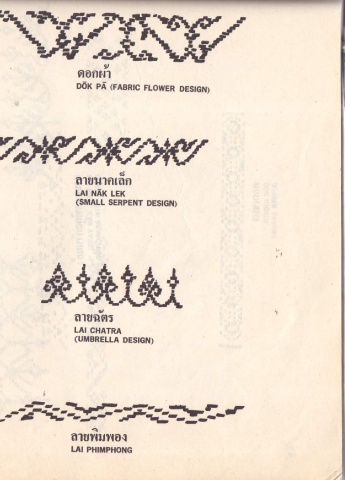 ดอกผ้า
DŌK PĀ (FABRIC FLOWER DESIGN)
ลายนาคเล็ก
LAI NĀK LEK
(SMALL SERPENT DESIGN)
ลายฉัตร
LAI CHATRA
(UMBRELLA DESIGN)
ลายพิมพอง
LAI PHIMPHONG